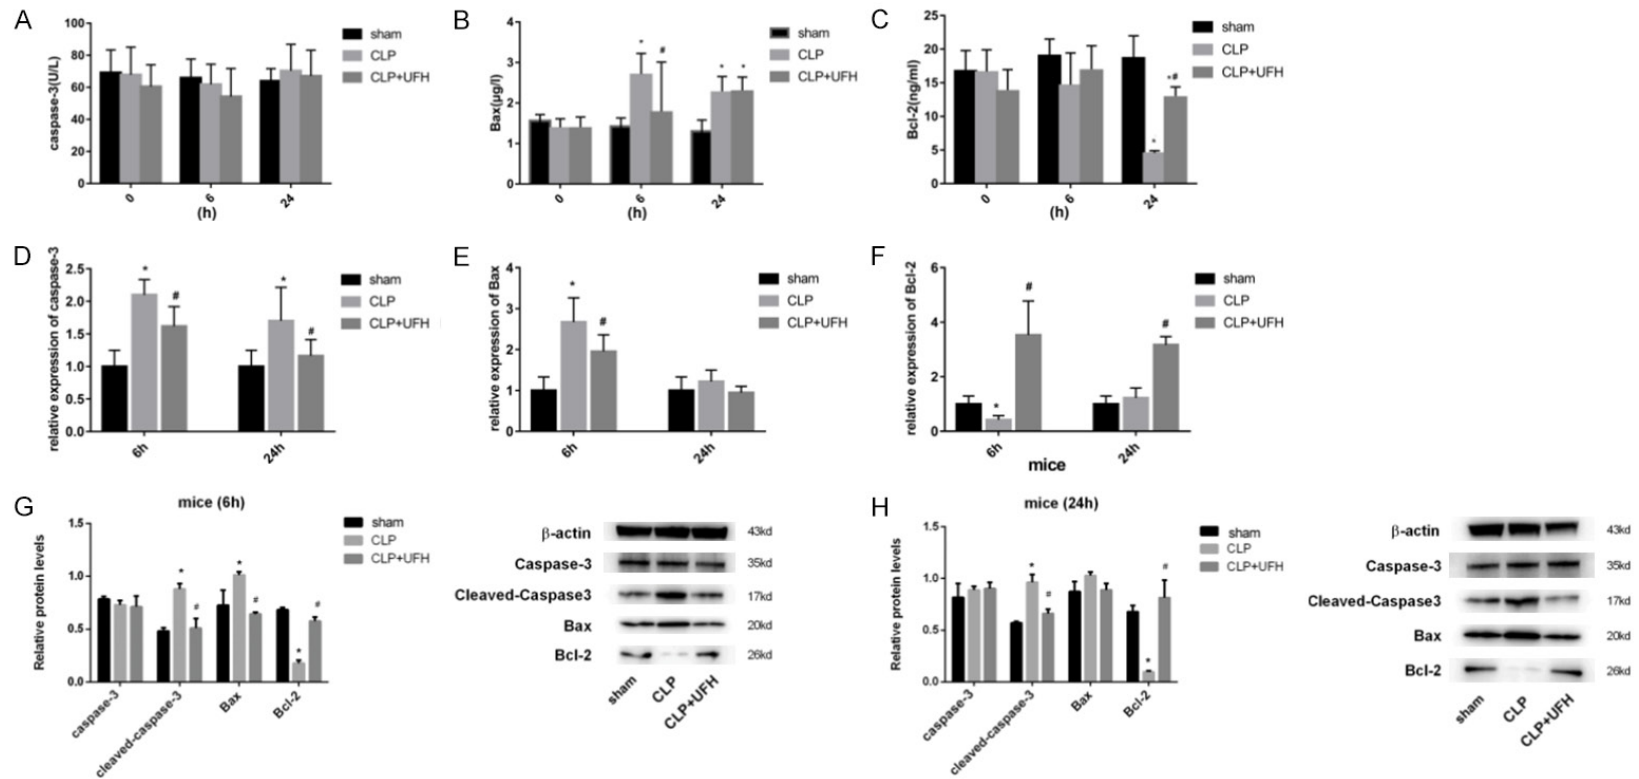 A
caspase-3(U/L)
100
80
60
40
20
0
0
6
24
(h)
sham
CLP
CLP+UFH
B
Bax(μg/l)
4
3
2
1
0
*
#
*
*
0
6
24
(h)
sham
CLP
CLP+UFH
C
Bcl-2(ng/ml)
25
20
15
10
5
0
*
*#
0
6
24
(h)
sham
CLP
CLP+UFH
D
relative expression of caspase-3
2.5
2.0
1.5
1.0
0.5
0.0
*
#
*
#
6h
24h
sham
CLP
CLP+UFH
E
relative expression of Bax
4
3
2
1
0
*
#
6h
24h
sham
CLP
CLP+UFH
F
relative expression of Bcl-2
6
4
2
0
*
#
#
6h
24h
mice
sham
CLP
CLP+UFH
G
mice (6h)
Relative protein levels
1.5
1.0
0.5
0.0
*
#
*
#
*
#
caspase-3
cleaved-caspase-3
Bax
Bcl-2
sham
CLP
CLP+UFH
β-actin 43kd
Caspase-3 35kd
Cleaved-Caspase3 17kd
Bax 20kd
Bcl-2 26kd
sham
CLP
CLP+UFH
H
mice (24h)
Relative protein levels
1.5
1.0
0.5
0.0
*
#
*
#
caspase-3
cleaved-caspase-3
Bax
Bcl-2
sham
CLP
CLP+UFH
β-actin 43kd
Caspase-3 35kd
Cleaved-Caspase3 17kd
Bax 20kd
Bcl-2 26kd
sham
CLP
CLP+UFH